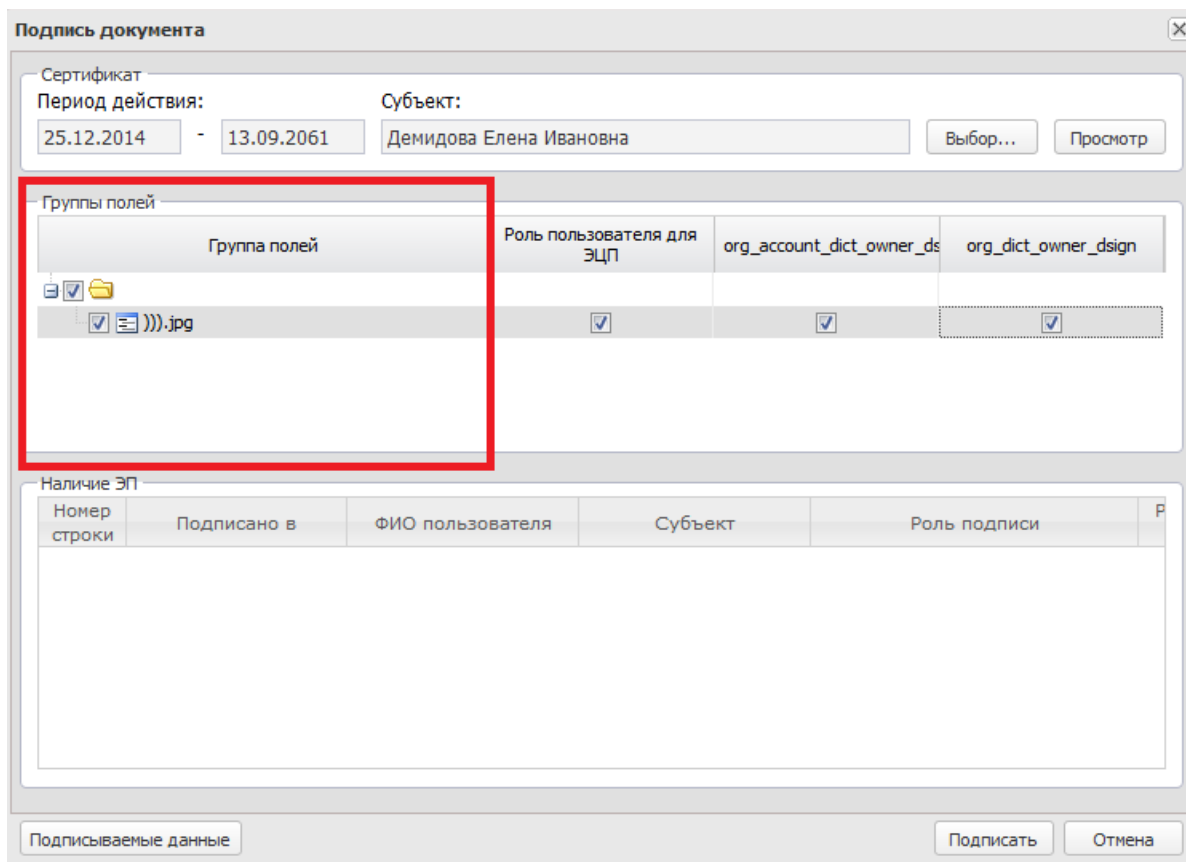 Подпись документа
Сертификат
Период действия: Субъект:
25.12.2014 - 13.09.2061 Демидова Елена Ивановна Выбор... Просмотр
Группы полей
Группа полей Роль пользователя для ЭЦП org_account_dict_owner_ds org_dict_owner_dsign
))).jpg
Наличие ЭП
Номер строки Подписано в ФИО пользователя Субъект Роль подписи Р
Подписываемые данные Подписать Отмена